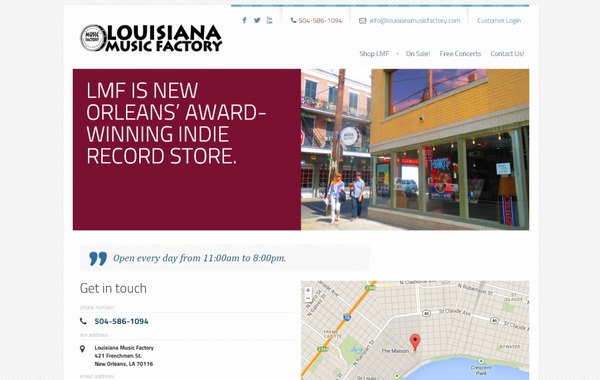 LOUISIANA
MUSIC FACTORY
MUSIC
FACTORY
504-586-1094
info@louisianamusicfactory.com
Customer Login
Shop LMF
On Sale!
Free Concerts
Contact Us!
LMF IS NEW
ORLEANS' AWARD-
WINNING INDIE
RECORD STORE.
Open every day from 11:00am to 8:00pm.
Get in touch
phone number:
504-586-1094
our address:
Louisiana Music Factory
421 Frenchmen St.
New Orleans, LA 70116
email address:
N Claiborne Ave
N Robertson St
St Claude Ave
The Maison
BYWATER
Crescent
Park